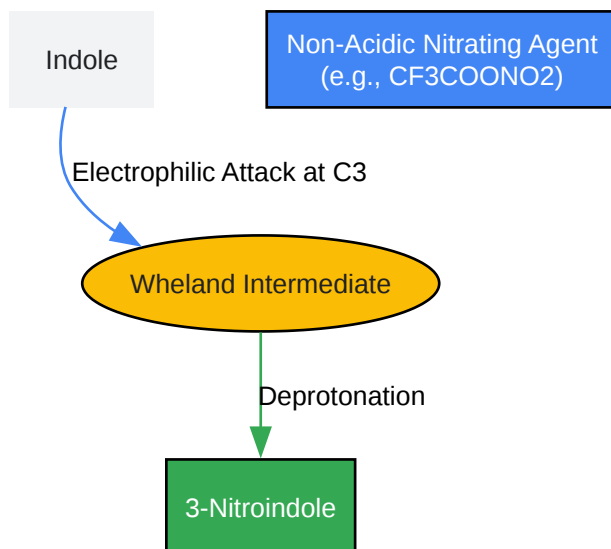 Indole
Non-Acidic Nitrating Agent
(e.g., CF3COONO2)
Electrophilic Attack at C3
Wheland Intermediate
Deprotonation
3-Nitroindole